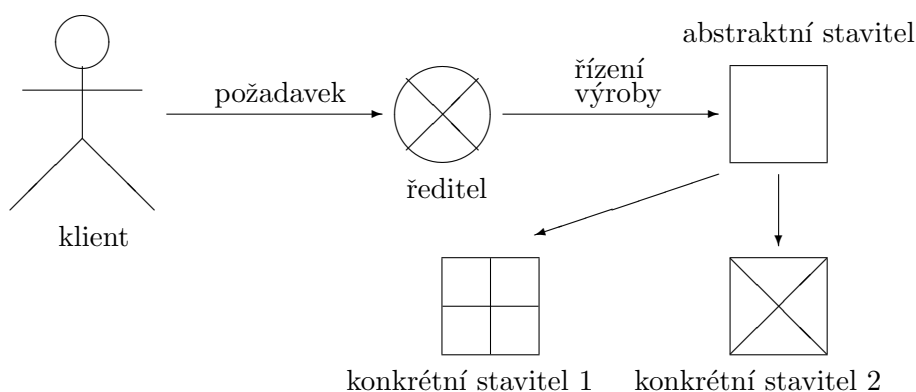 abstraktní stavitel
řízení
výroby
požadavek
ředitel
klient
konkrétní stavitel 1
konkrétní stavitel 2